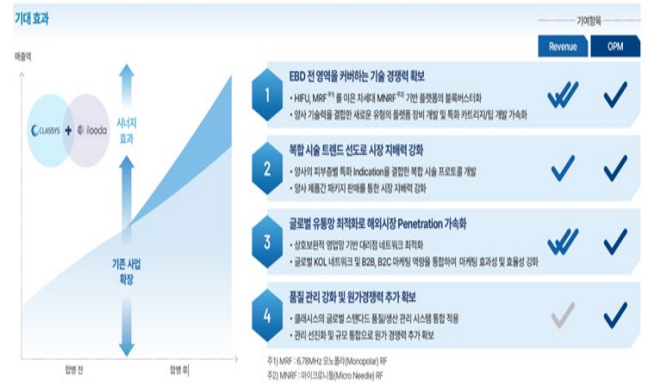 기대 효과
기여항목
Revenue OPM
매출액
CLASSYS + ilooda
시너지
효과
기존 사업
확장
합병 전
합병 후
1
EBD 전 영역을 커버하는 기술 경쟁력 확보
• HIFU, MRF주1) 를 이은 차세대 MNRF주2) 기반 플랫폼의 블록버스터화
• 양사 기술력을 결합한 새로운 유형의 플랫폼 장비 개발 및 특화 카트리지/팁 개발 가속화
2
복합 시술 트렌드 선도로 시장 지배력 강화
• 양사의 피부층별 특화 Indication을 결합한 복합 시술 프로토콜 개발
• 양사 제품간 패키지 판매를 통한 시장 지배력 강화
3
글로벌 유통망 최적화로 해외시장 Penetration 가속화
• 상호보완적 영업망 기반 대리점 네트워크 최적화
• 글로벌 KOL 네트워크 및 B2B, B2C 마케팅 역량을 통합하여 마케팅 효과성 및 효율성 강화
4
품질 관리 강화 및 원가경쟁력 추가 확보
• 클래시스의 글로벌 스탠다드 품질/생산 관리 시스템 통합 적용
• 관리 선진화 및 규모 통합으로 원가 경쟁력 추가 확보
주1) MRF : 6.78MHz 모노폴라(Monopolar) RF
주2) MNRF : 마이크로니들(Micro Needle) RF